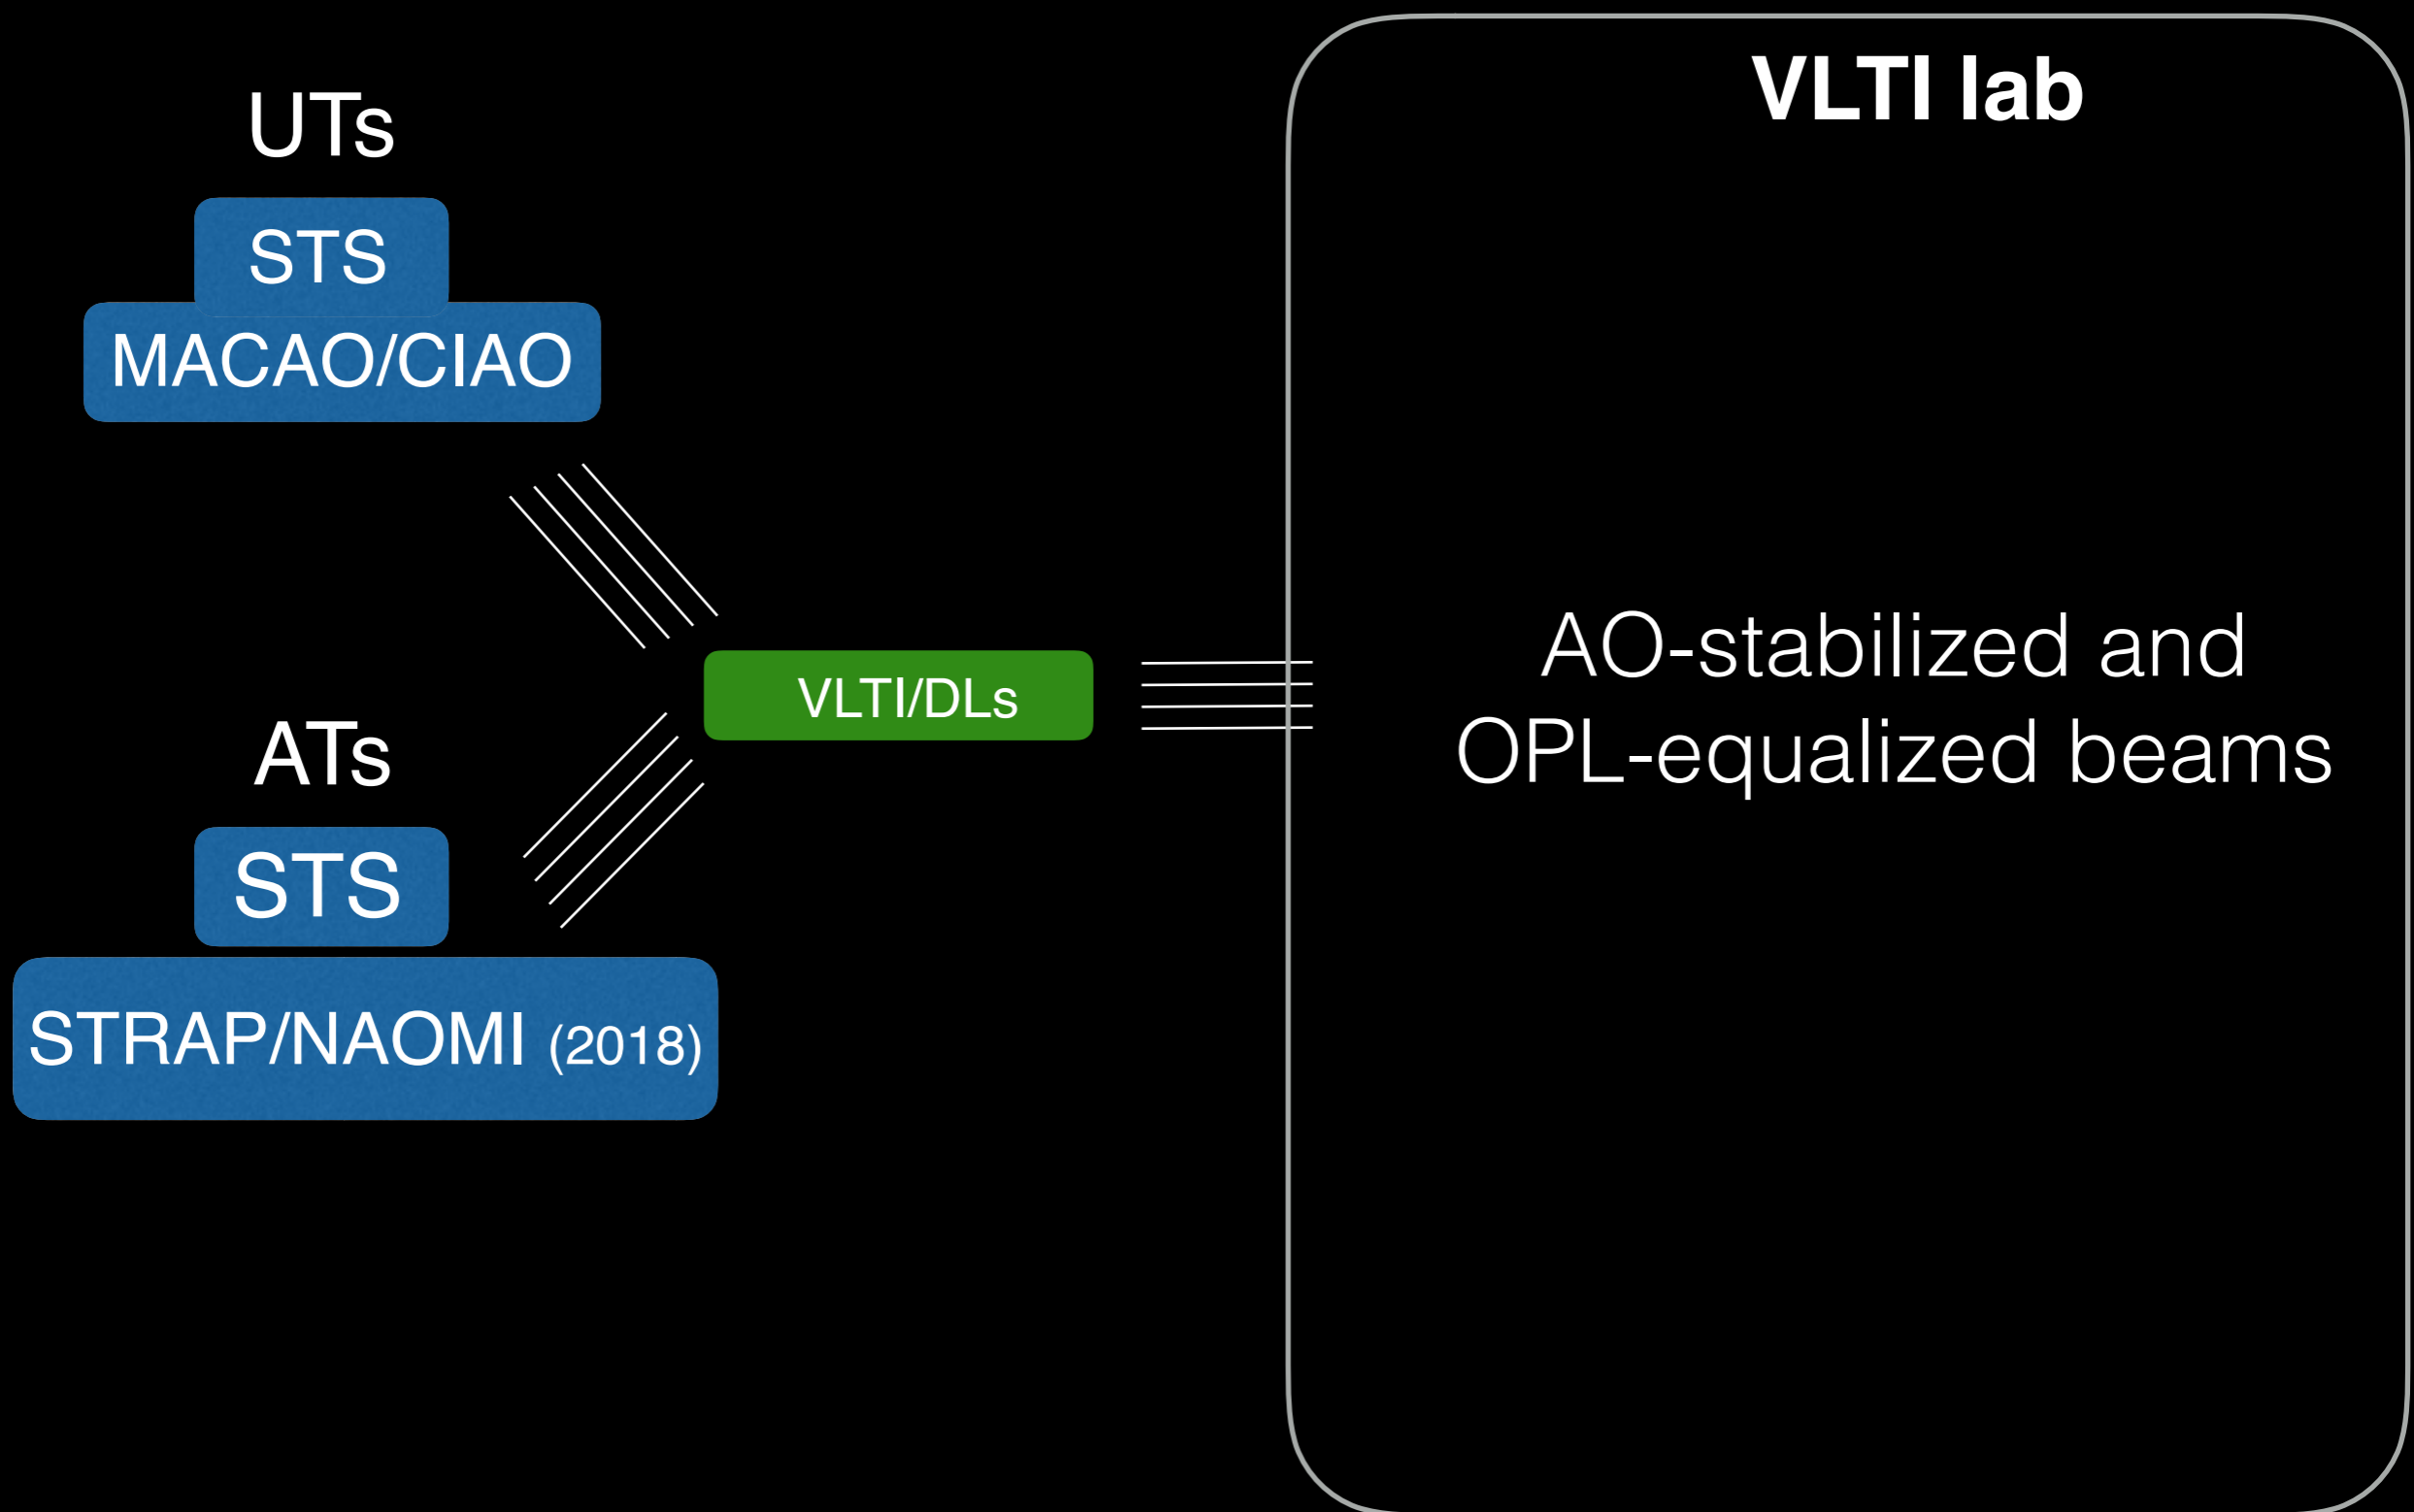 UTs
STS
MACAO/CIAO
VLTI/DLs
ATs
STS
STRAP/NAOMI (2018)
VLTI lab
AO-stabilized and
OPL-equalized beams